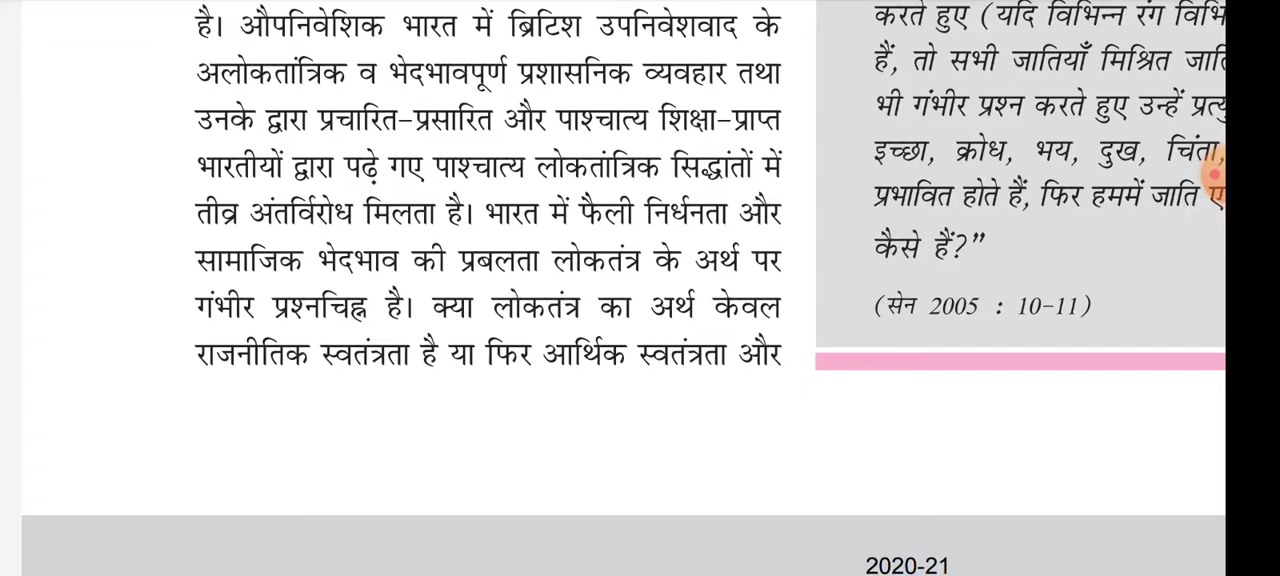 है। औपनिवेशिक भारत में ब्रिटिश उपनिवेशवाद के
अलोकतांत्रिक व भेदभावपूर्ण प्रशासनिक व्यवहार तथा
उनके द्वारा प्रचारित-प्रसारित और पाश्चात्य शिक्षा-प्राप्त
भारतीयों द्वारा पढ़े गए पाश्चात्य लोकतांत्रिक सिद्धांतों में
तीव्र अंतर्विरोध मिलता है। भारत में फैली निर्धनता और
सामाजिक भेदभाव की प्रबलता लोकतंत्र के अर्थ पर
गंभीर प्रश्नचिह्न है। क्या लोकतंत्र का अर्थ केवल
राजनीतिक स्वतंत्रता है या फिर आर्थिक स्वतंत्रता और
करते हुए (यदि विभिन्न रंग
हैं, तो सभी जातियाँ मिश्रित
भी गंभीर प्रश्न करते हुए उन्हें
इच्छा, क्रोध, भय, दुख, चिंता,
प्रभावित होते हैं, फिर हममें जाति
कैसे हैं?”
(सेन 2005 : 10-11)
2020-21